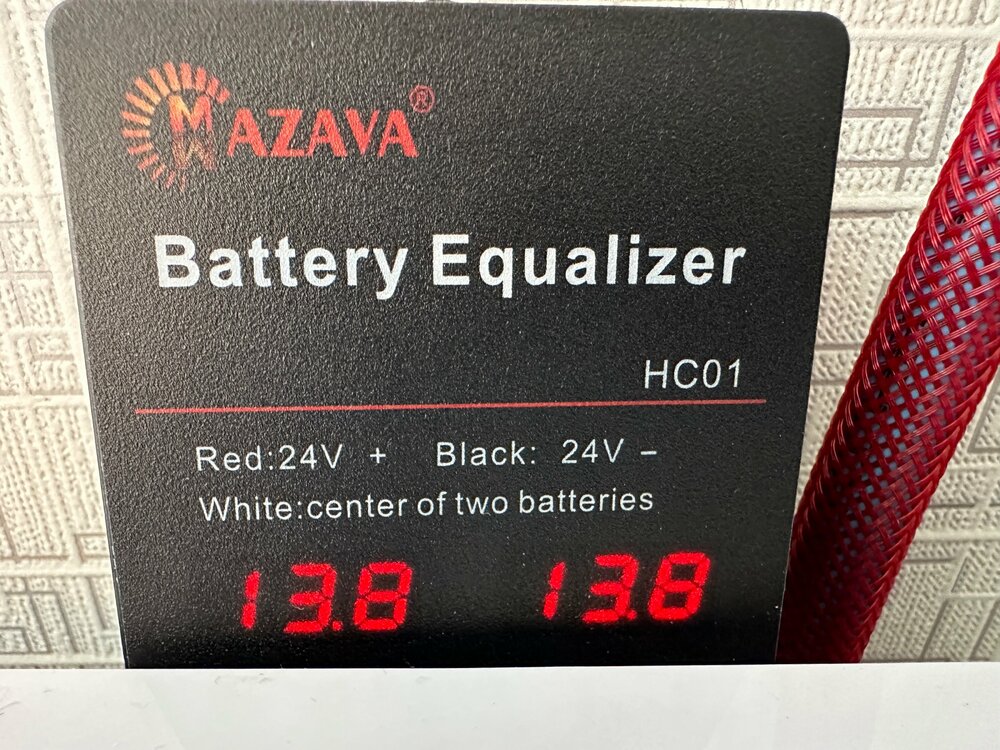 MAZAVA®
Battery Equalizer
HC01
Red:24V + Black: 24V –
White:center of two batteries
13.8 13.8